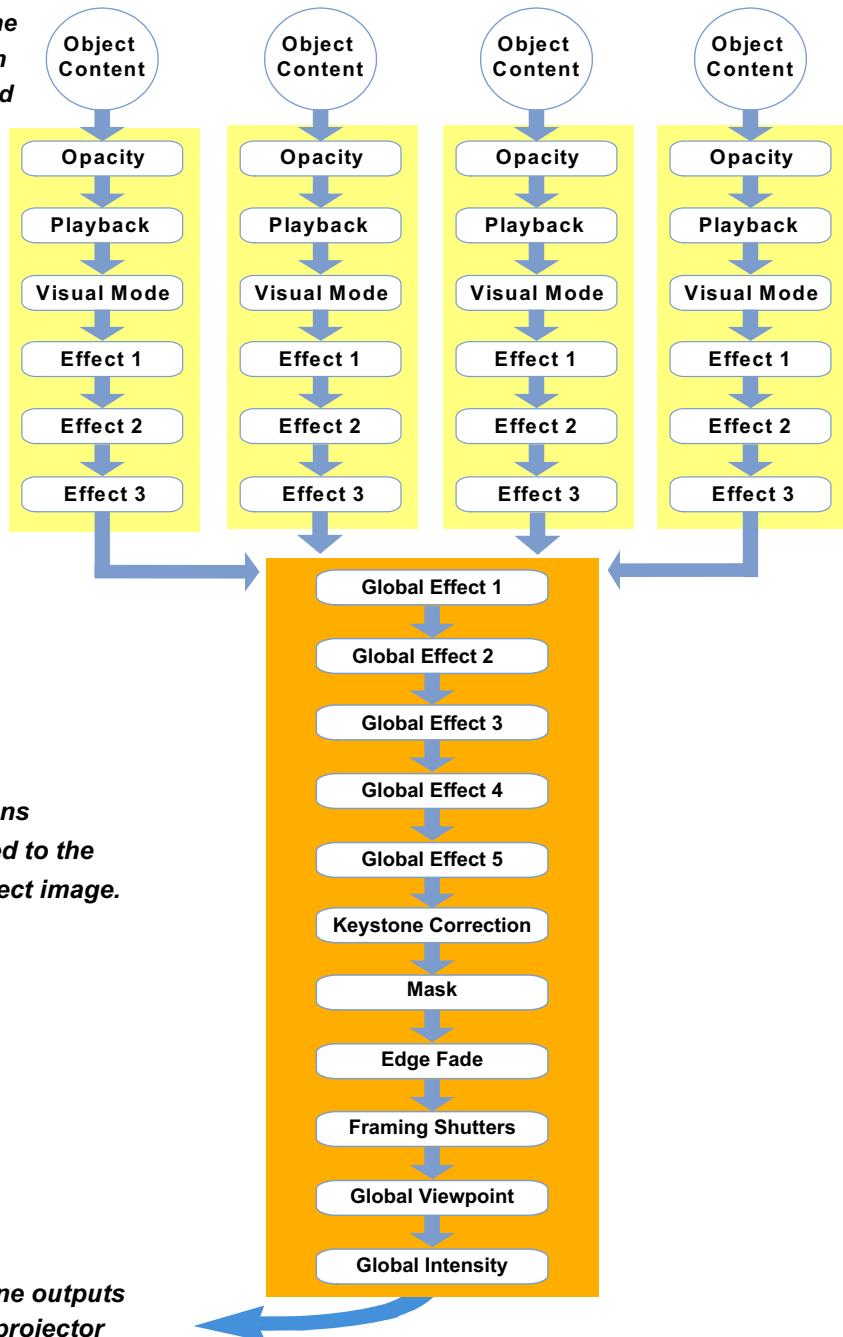 Object
Content
Object
Content
Object
Content
Object
Content
Opacity
Opacity
Opacity
Opacity
Playback
Playback
Playback
Playback
Visual Mode
Visual Mode
Visual Mode
Visual Mode
Effect 1
Effect 1
Effect 1
Effect 1
Effect 2
Effect 2
Effect 2
Effect 2
Effect 3
Effect 3
Effect 3
Effect 3
Global Effect 1
Global Effect 2
Global Effect 3
Global Effect 4
Global Effect 5
ed to the
ect image.
Keystone Correction
Mask
Edge Fade
Framing Shutters
Global Viewpoint
Global Intensity
ne outputs
projector